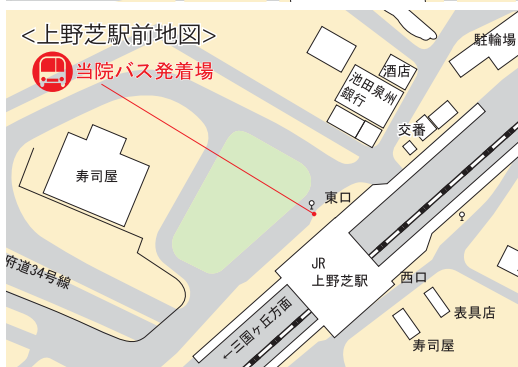 <上野芝駅前地図>
当院バス発着場
駐輪場
酒店
池田泉州
銀行
交番
寿司屋
東口
JR
上野芝駅
西口
府道34号線
←三国ヶ丘方面
表具店
寿司屋